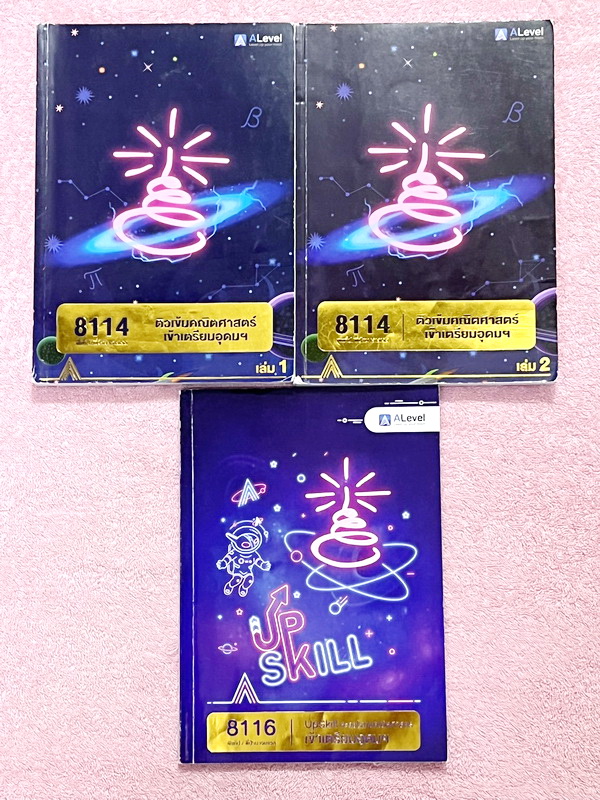 ALevel
8114
ติวเข้มคณิตศาสตร์
เข้าเตรียมอุดมฯ
เล่ม 1
β
π
ALevel
8114
ติวเข้มคณิตศาสตร์
เข้าเตรียมอุดมฯ
เล่ม 2
β
π
ALevel
UP
SKILL
8116
Upskill
เข้าเตรียมอุดมฯ